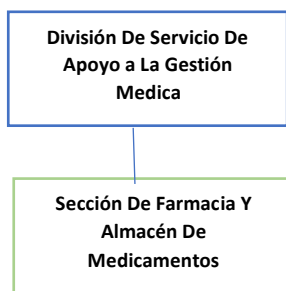 División De Servicio De
Apoyo a La Gestión
Medica
Sección De Farmacia Y
Almacén De
Medicamentos